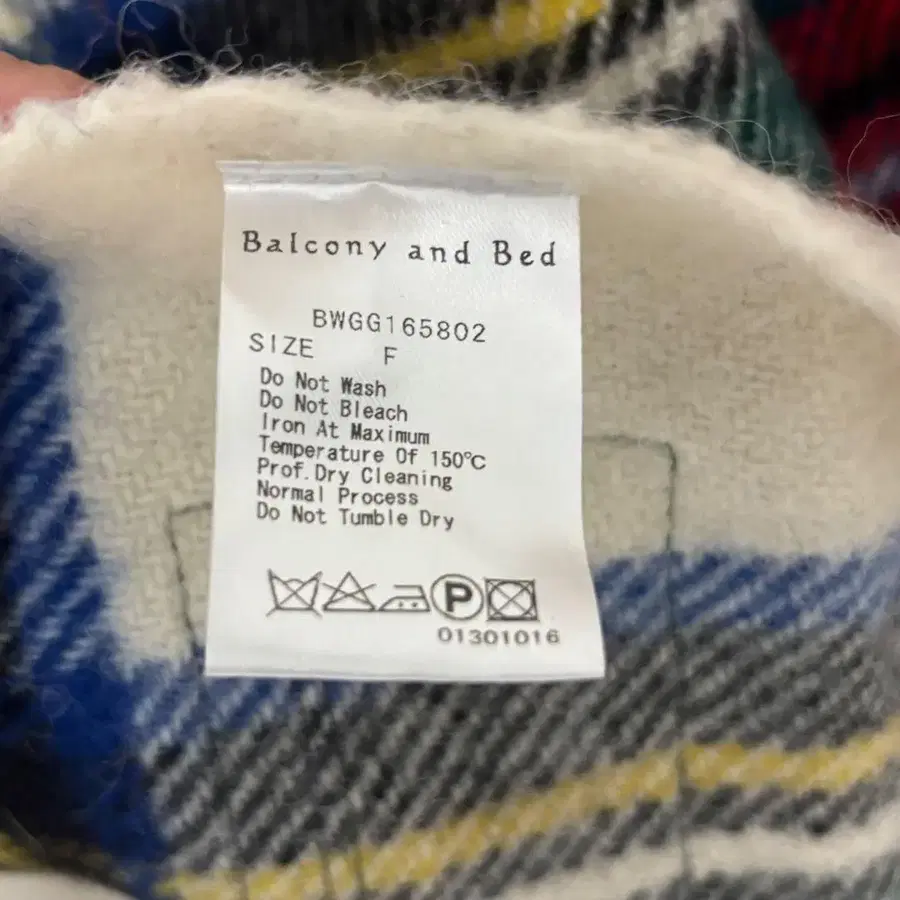 Balcony and Bed
BWGG165802
SIZE F
Do Not Wash
Do Not Bleach
Iron At Maximum
Temperature Of 150℃
Prof.Dry Cleaning
Normal Process
Do Not Tumble Dry
P
01301016